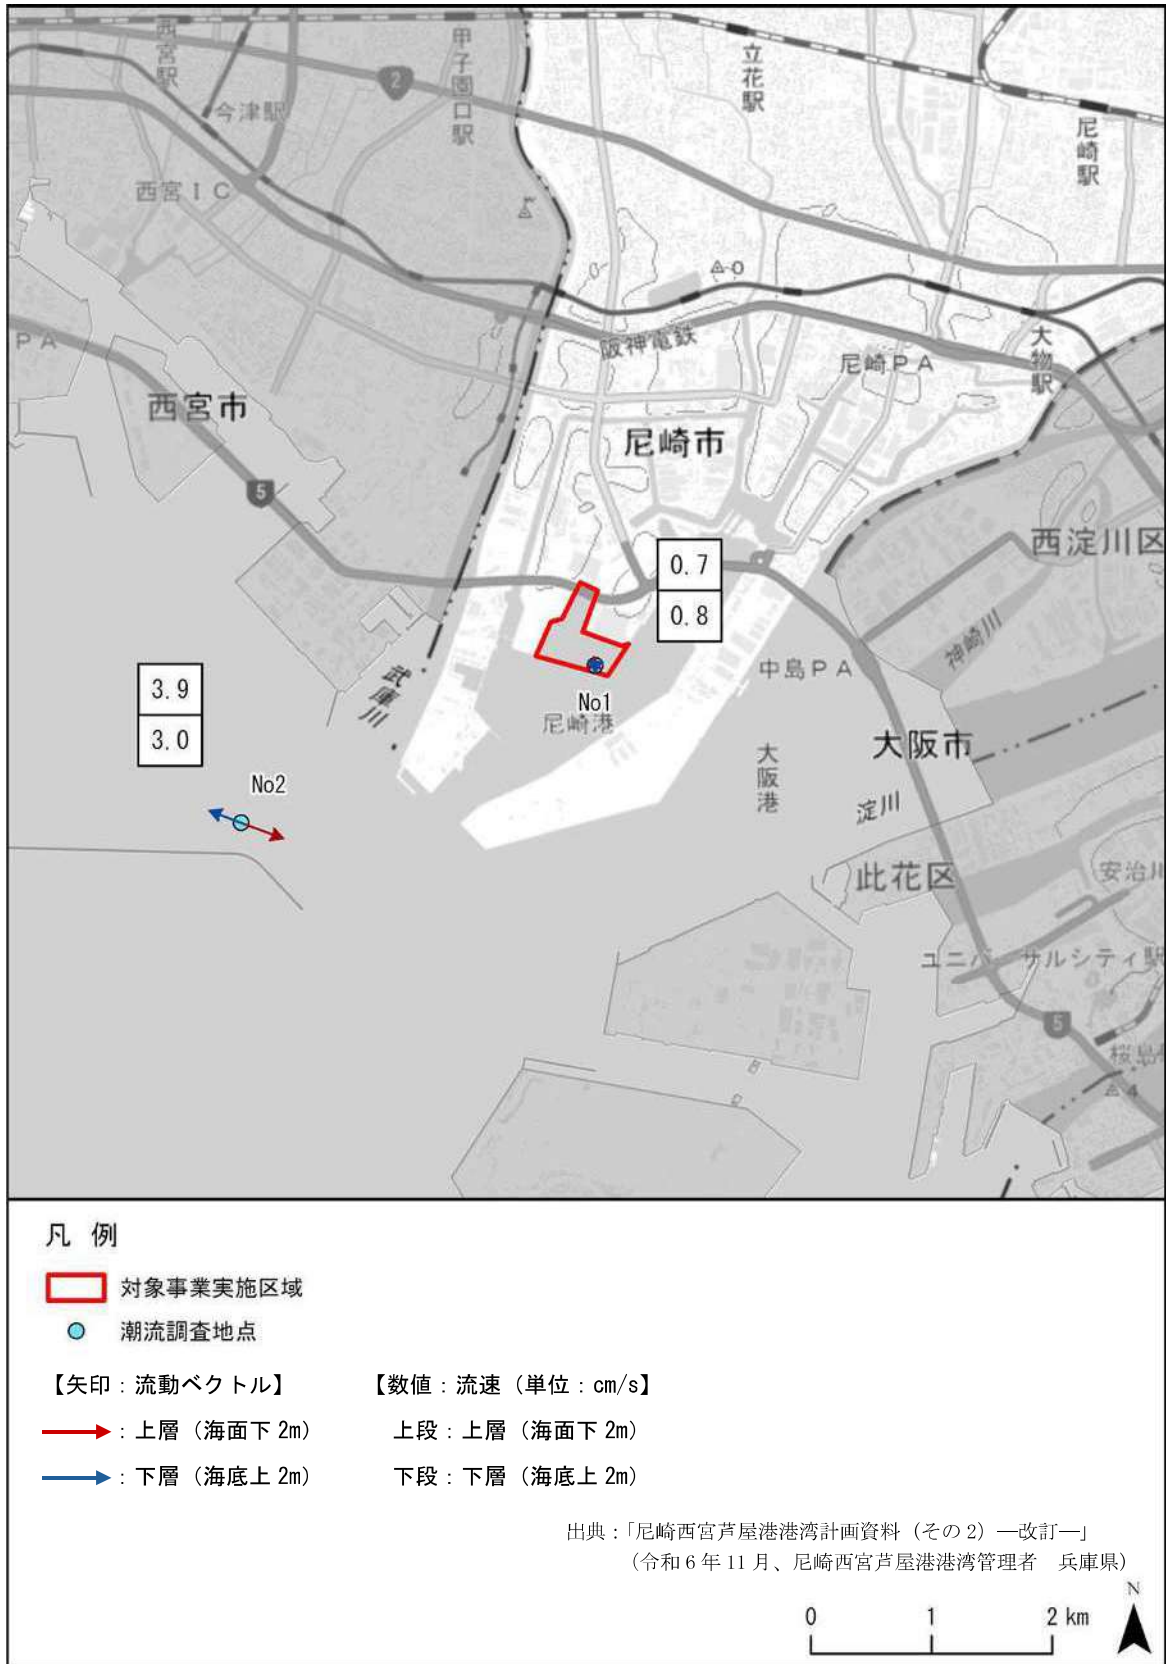 西宮駅
甲子園口駅
立花駅
2
今津駅
尼崎駅
西宮IC
0
阪神電鉄
大物駅
PA
尼崎PA
西宮市
尼崎市
5
西淀川区
0.7
0.8
神崎川
中島PA
武庫川
3.9
3.0
No1
尼崎港
大阪市
大阪港
No2
淀川
此花区
安治川
ユニバーサルシティ駅
5
桜島
4
凡 例
対象事業実施区域
潮流調査地点
【矢印:流動ベクトル】 【数値:流速(単位:cm/s】
:上層(海面下 2m) 上段:上層(海面下 2m)
:下層(海底上 2m) 下段:下層(海底上 2m)
出典:「尼崎西宮芦屋港港湾計画資料(その2)―改訂―」
(令和6年11月、尼崎西宮芦屋港港湾管理者 兵庫県)
N
0 1 2 km